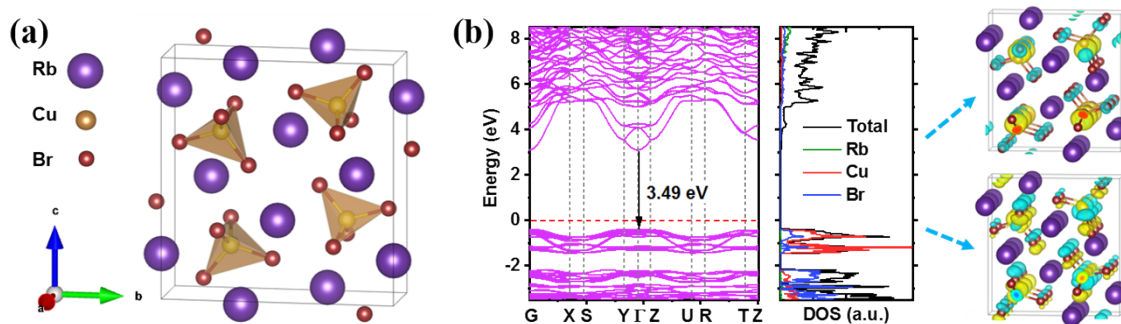 (a)
Rb
Cu
Br
c
b
a
(b)
Energy (eV)
8
6
4
2
0
-2
3.49 eV
G X S Y Γ Z U R T Z
Total
Rb
Cu
Br
DOS (a.u.)